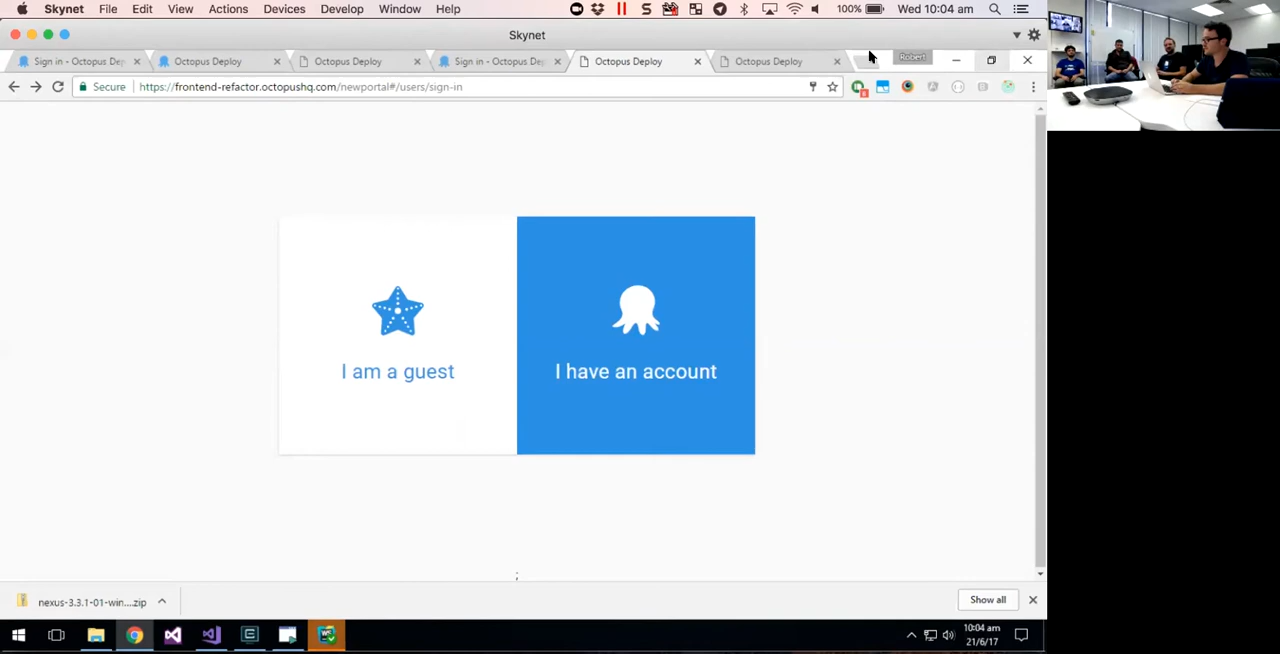 Skynet File Edit View Actions Devices Develop Window Help 100% Wed 10:04 am
Skynet
Sign in - Octopus Dep Octopus Deploy Octopus Deploy Sign in - Octopus De Octopus Deploy Octopus Deploy Robert
Secure https://frontend-refactor.octopushq.com/newportal#/users/sign-in
I am a guest
I have an account
;
nexus-3.3.1-01-win....zip
Show all
10:04 am
21/6/17